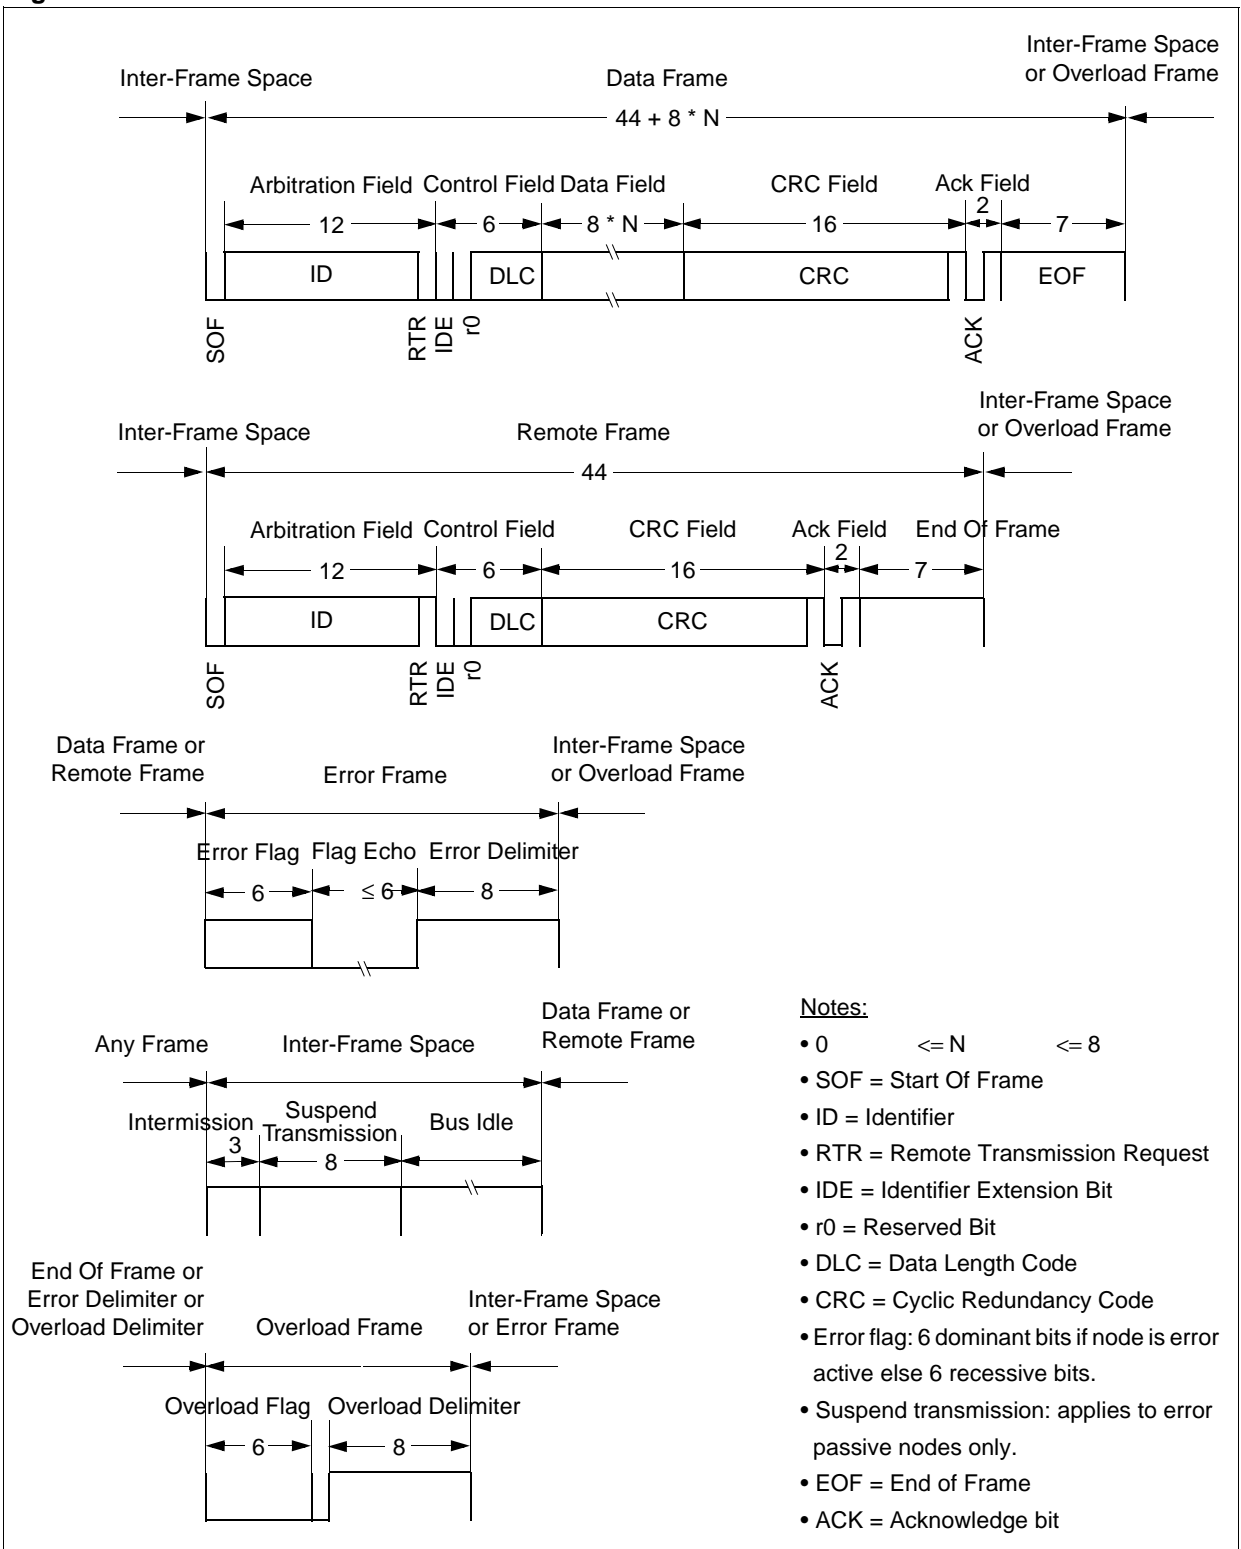 Inter-Frame Space
Data Frame
Inter-Frame Space
or Overload Frame
44 + 8 * N
Arbitration Field
Control Field
Data Field
CRC Field
Ack Field
12
6
8 * N
16
2
7
ID
DLC
CRC
EOF
SOF
RTR
IDE
r0
ACK
Inter-Frame Space
Remote Frame
Inter-Frame Space
or Overload Frame
44
Arbitration Field
Control Field
CRC Field
Ack Field
End Of Frame
12
6
16
2
7
ID
DLC
CRC
SOF
RTR
IDE
r0
ACK
Data Frame or
Remote Frame
Error Frame
Inter-Frame Space
or Overload Frame
Error Flag
Flag Echo
Error Delimiter
6
≤ 6
8
Any Frame
Inter-Frame Space
Data Frame or
Remote Frame
Intermission
Suspend
Transmission
Bus Idle
3
8
End Of Frame or
Error Delimiter or
Overload Delimiter
Overload Frame
Inter-Frame Space
or Error Frame
Overload Flag
Overload Delimiter
6
8
Notes:
• 0 <= N <= 8
• SOF = Start Of Frame
• ID = Identifier
• RTR = Remote Transmission Request
• IDE = Identifier Extension Bit
• r0 = Reserved Bit
• DLC = Data Length Code
• CRC = Cyclic Redundancy Code
• Error flag: 6 dominant bits if node is error
active else 6 recessive bits.
• Suspend transmission: applies to error
passive nodes only.
• EOF = End of Frame
• ACK = Acknowledge bit